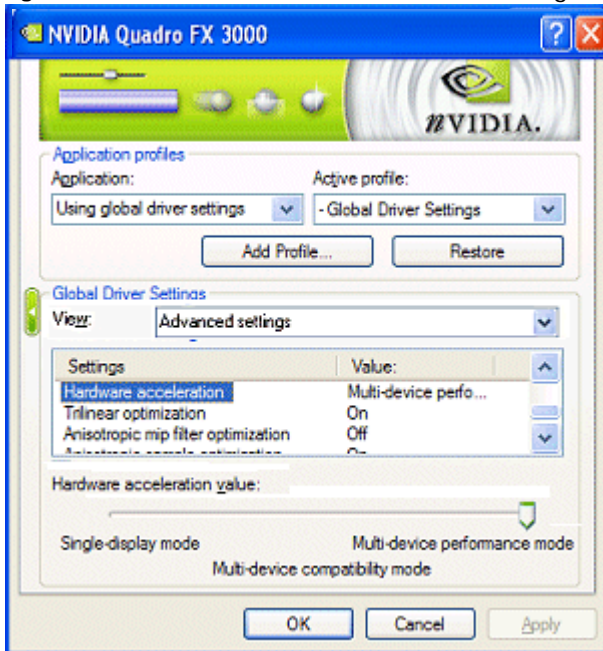 NVIDIA Quadro FX 3000
nVIDIA.
Application profiles
Application:
Active profile:
Using global driver settings
- Global Driver Settings
Add Profile...
Restore
Global Driver Settings
View:
Advanced settings
Settings
Value:
Hardware acceleration
Multi-device perfo...
Trilinear optimization
On
Anisotropic mip filter optimization
Off
Hardware acceleration value:
Single-display mode
Multi-device performance mode
Multi-device compatibility mode
OK
Cancel
Apply